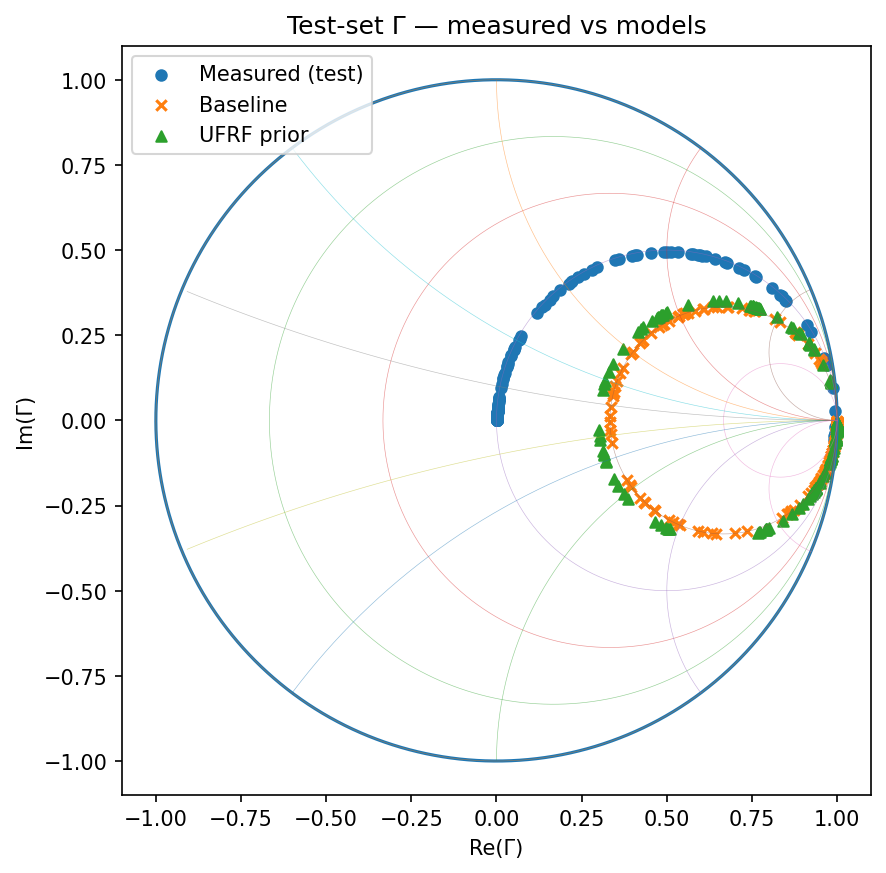 Test-set Γ — measured vs models
Measured (test)
Baseline
UFRF prior
1.00
0.75
0.50
0.25
0.00
−0.25
−0.50
−0.75
−1.00
Im(Γ)
−1.00 −0.75 −0.50 −0.25 0.00 0.25 0.50 0.75 1.00
Re(Γ)